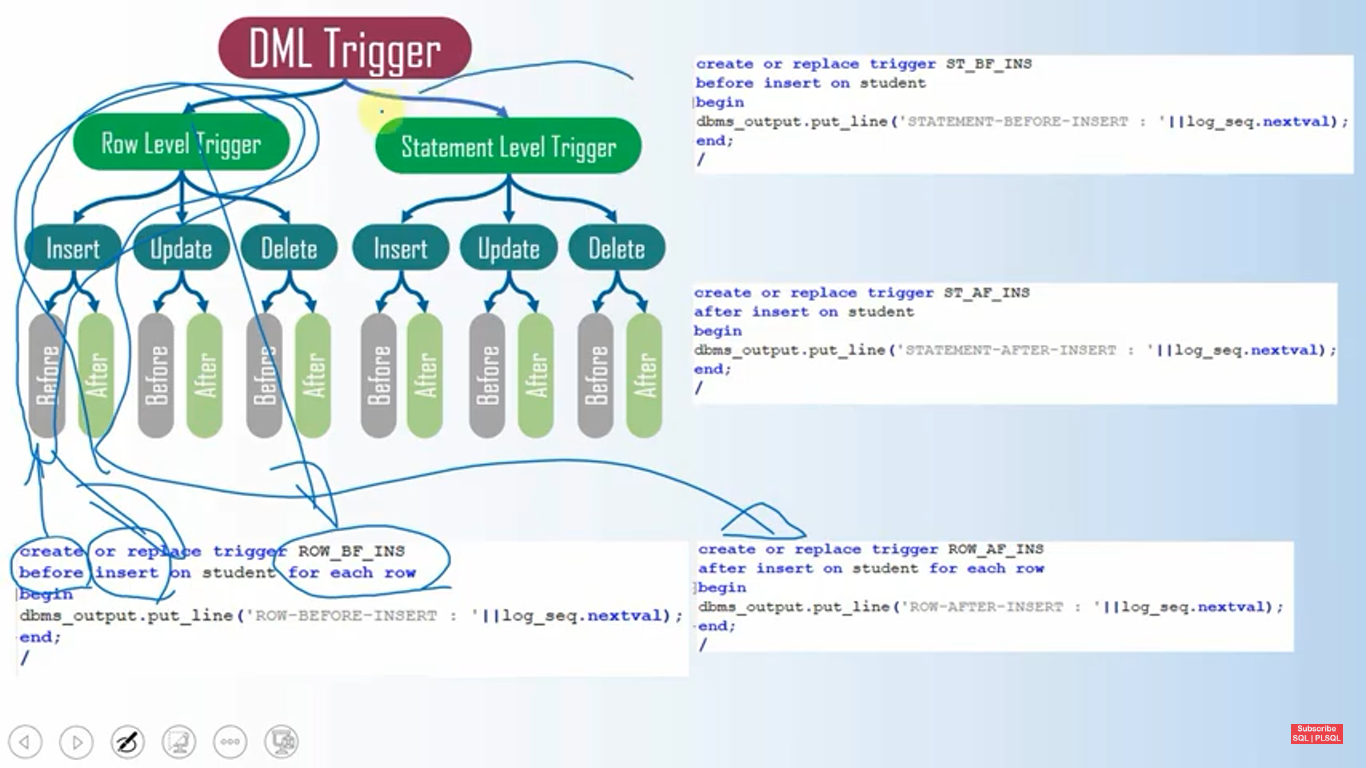 DML Trigger
Row Level Trigger
Statement Level Trigger
Insert
Update
Delete
Insert
Update
Delete
Before
After
Before
After
Before
After
Before
After
Before
After
Before
After
create or replace trigger ST_BF_INS
before insert on student
begin
dbms_output.put_line('STATEMENT-BEFORE-INSERT : '||log_seq.nextval);
end;
/
create or replace trigger ST_AF_INS
after insert on student
begin
dbms_output.put_line('STATEMENT-AFTER-INSERT : '||log_seq.nextval);
end;
/
create or replace trigger ROW_BF_INS
before insert on student for each row
begin
dbms_output.put_line('ROW-BEFORE-INSERT : '||log_seq.nextval);
end;
/
create or replace trigger ROW_AF_INS
after insert on student for each row
begin
dbms_output.put_line('ROW-AFTER-INSERT : '||log_seq.nextval);
end;
/
Subscribe
SQL | PLSQL